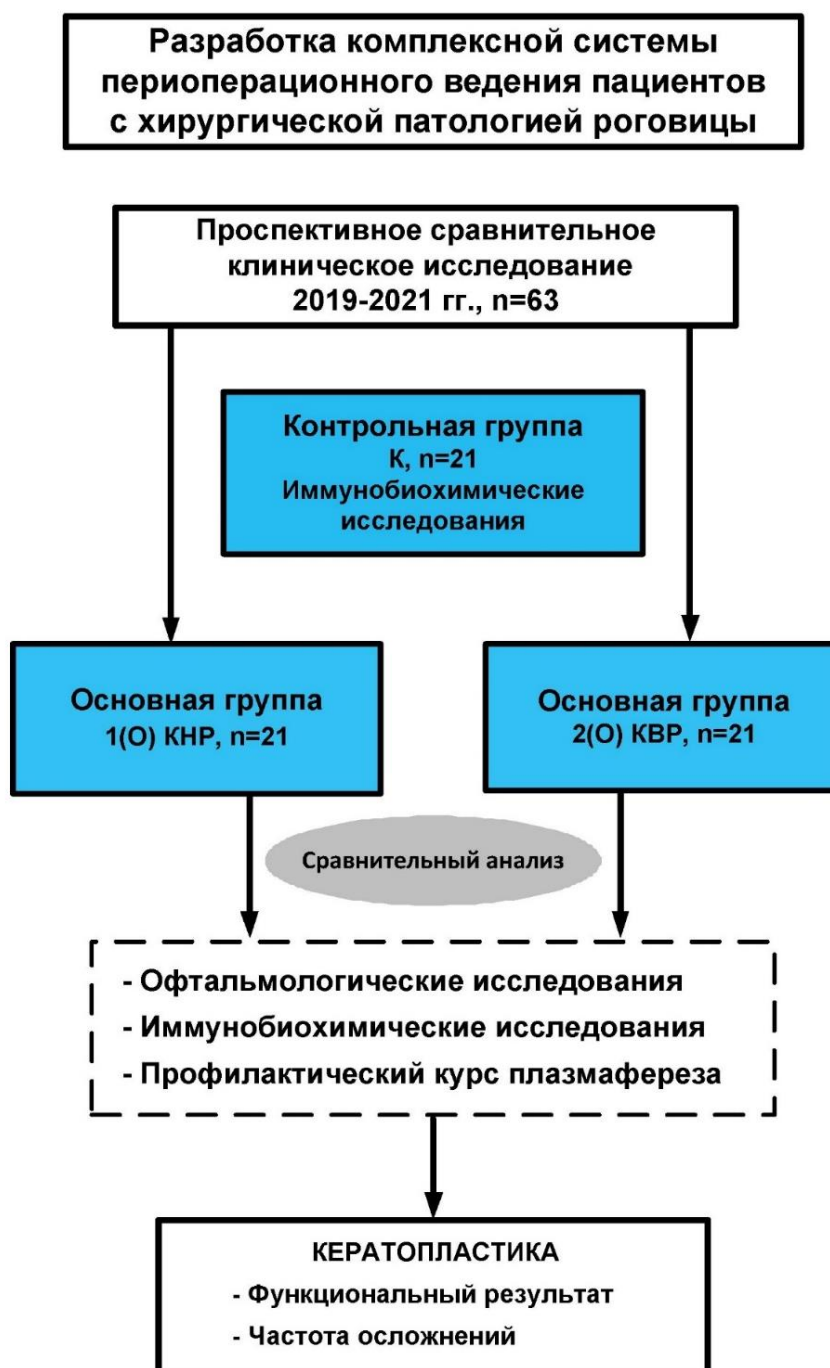 Разработка комплексной системы
периоперационного ведения пациентов
с хирургической патологией роговицы
Проспективное сравнительное
клиническое исследование
2019-2021 гг., n=63
Контрольная группа
К, n=21
Иммунобиохимические
исследования
Основная группа
1(О) КНР, n=21
Основная группа
2(О) КВР, n=21
Сравнительный анализ
- Офтальмологические исследования
- Иммунобиохимические исследования
- Профилактический курс плазмафереза
КЕРАТОПЛАСТИКА
- Функциональный результат
- Частота осложнений